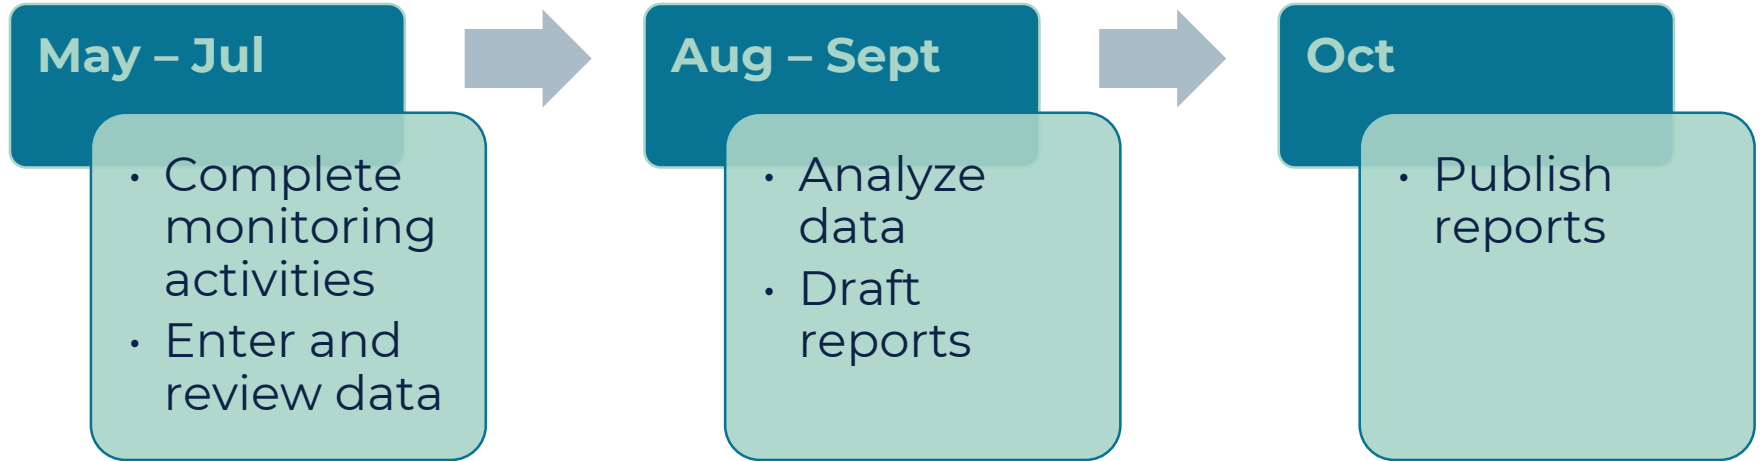 May – Jul
• Complete
monitoring
activities
• Enter and
review data
Aug – Sept
• Analyze
data
• Draft
reports
Oct
• Publish
reports